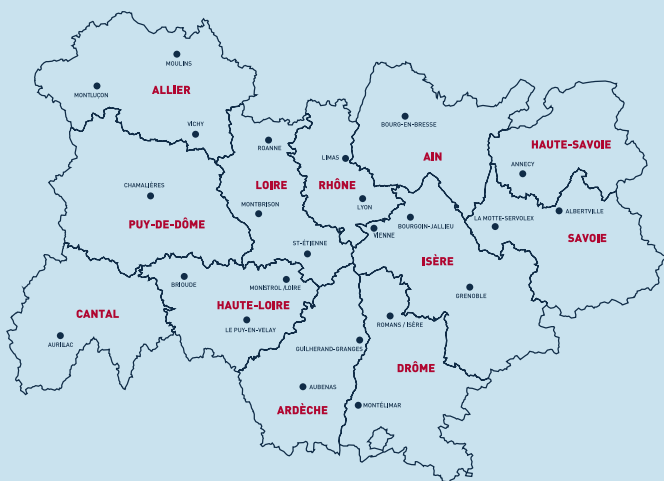 MOULINS
MONTLUÇON
ALLIER
VICHY
ROANNE
BOURG-EN-BRESSE
LIMAS
AIN
HAUTE-SAVOIE
ANNECY
CHAMALIÈRES
LOIRE
RHÔNE
MONTBRISON
LYON
PUY-DE-DÔME
VIENNE
BOURGOIN-JALLIEU
LA MOTTE-SERVOLEX
ALBERTVILLE
SAVOIE
ST-ÉTIENNE
ISÈRE
BRIOUDE
MONISTROL /LOIRE
GRENOBLE
HAUTE-LOIRE
CANTAL
LE PUY-EN-VELAY
ROMANS / ISÈRE
AURILAC
GUILHERAND-GRANGES
DRÔME
AUBENAS
ARDÈCHE
MONTÉLIMAR